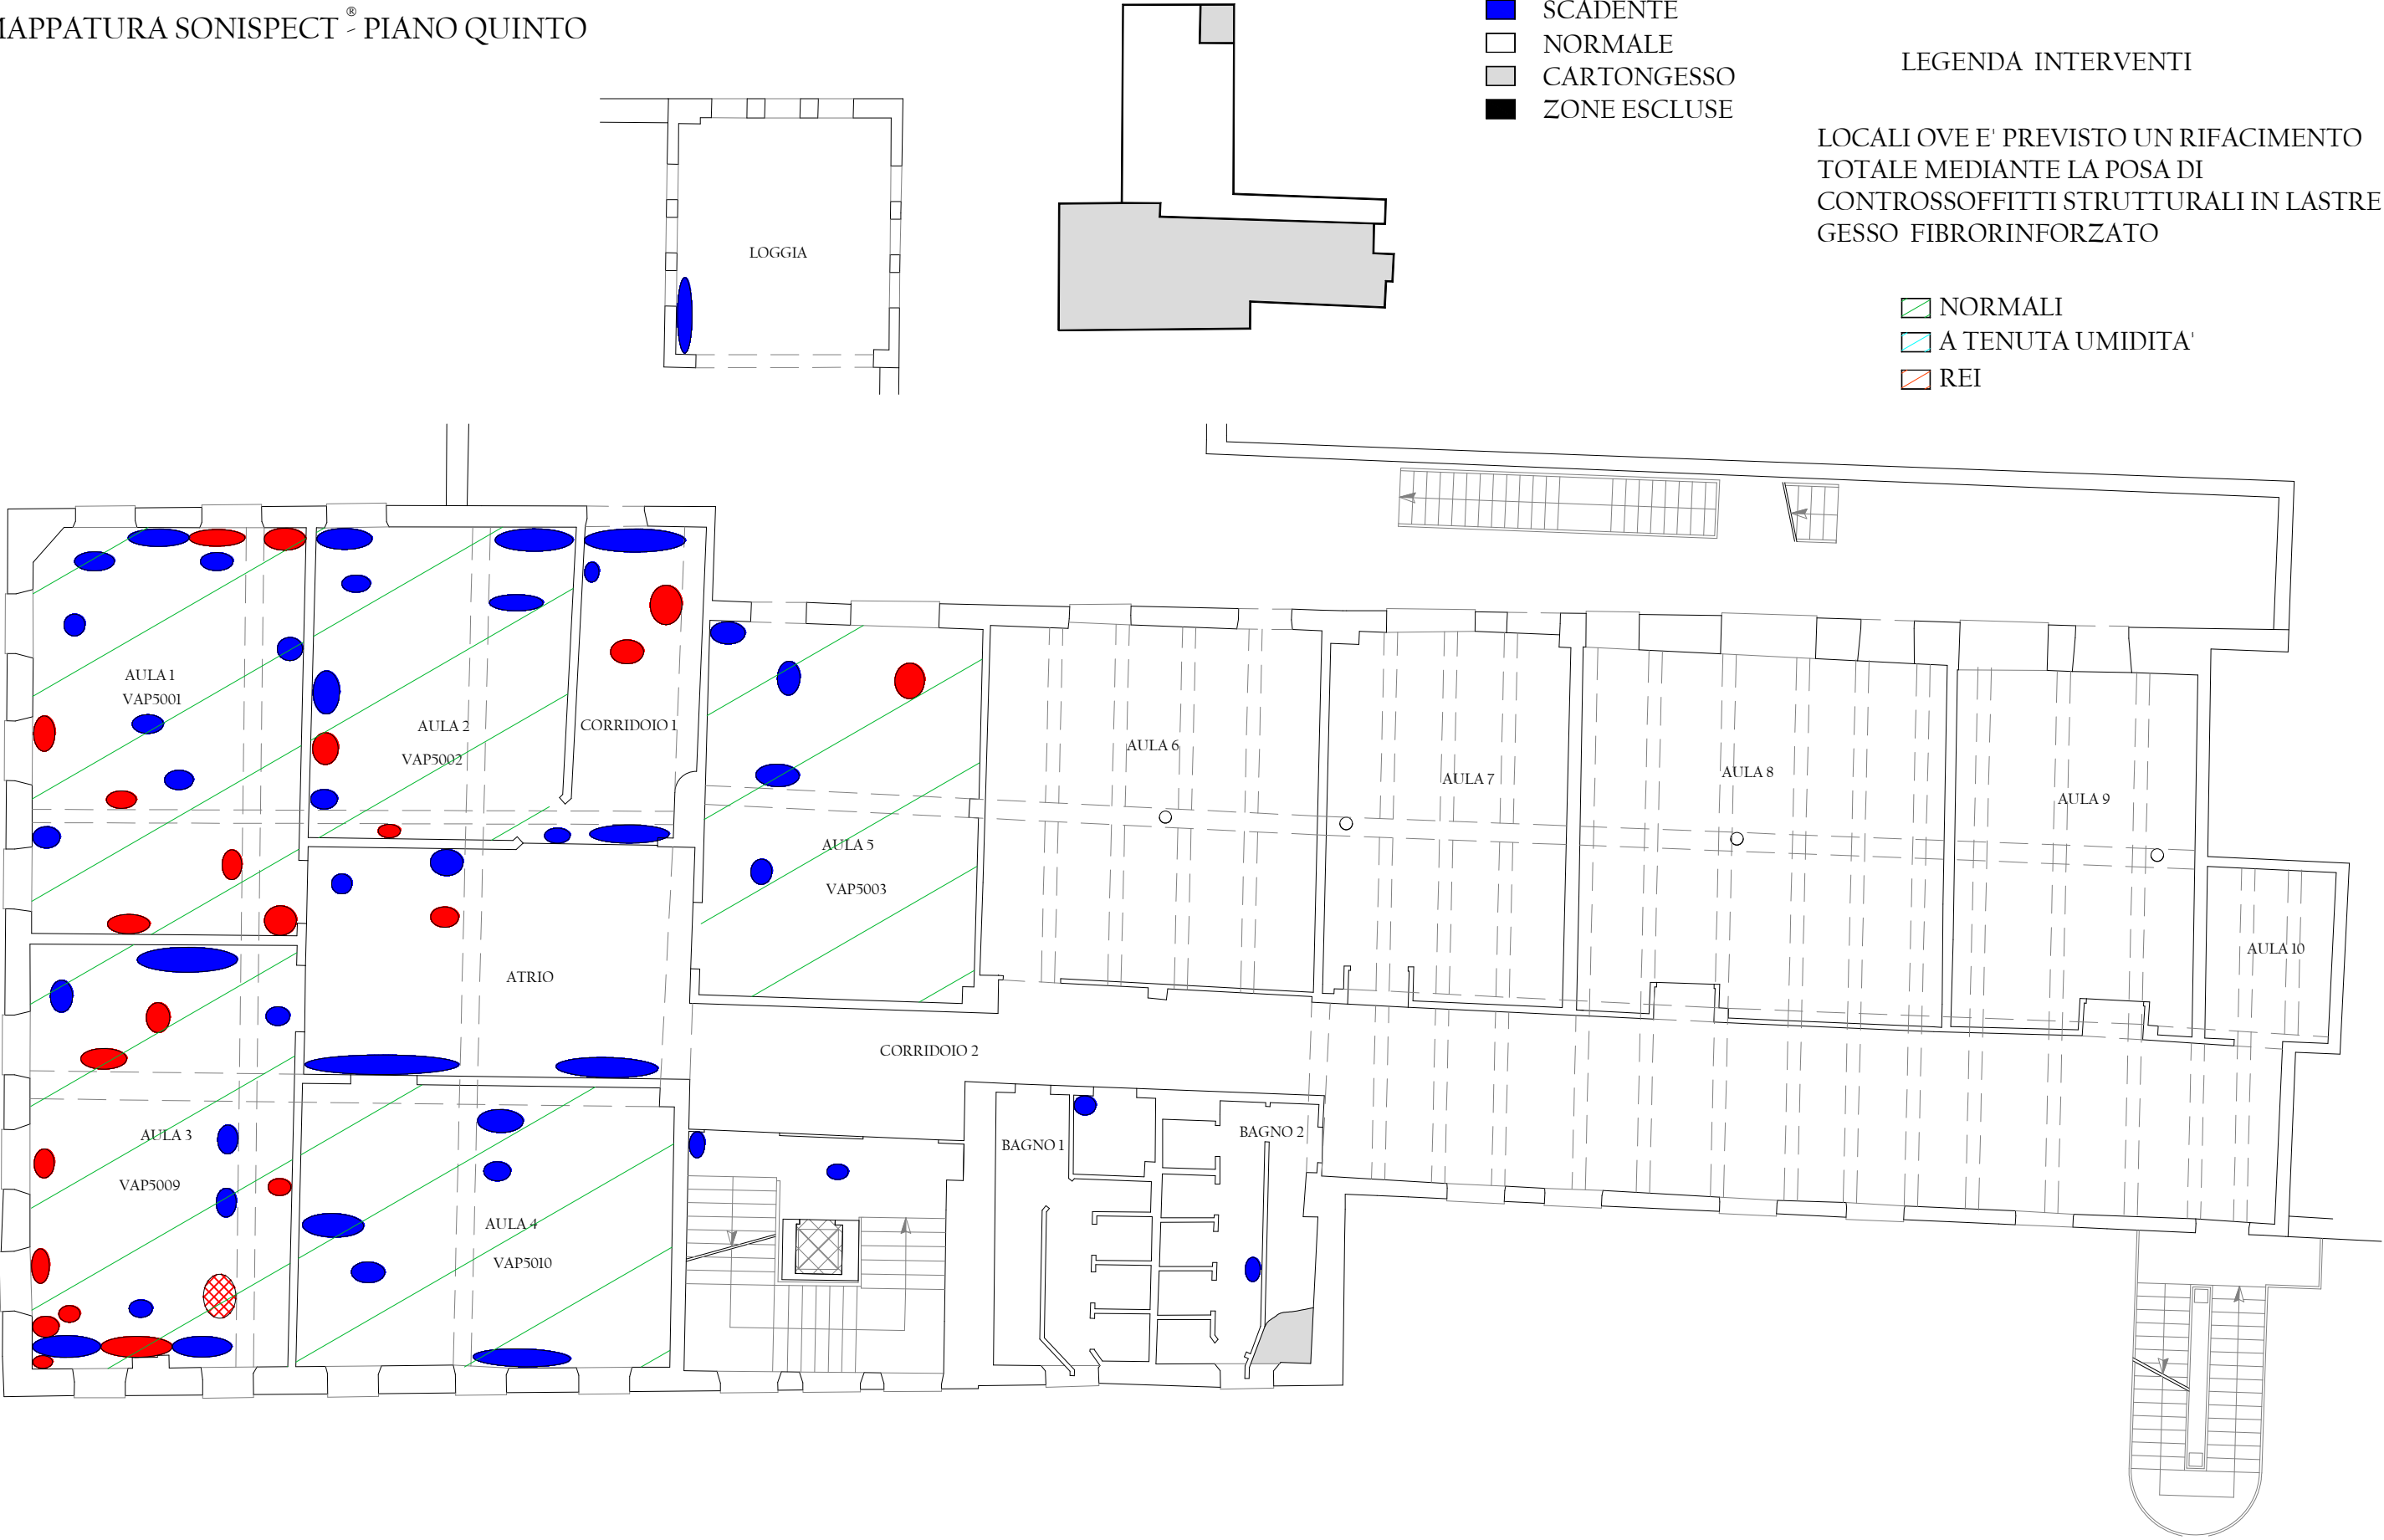 MAPPATURA SONISPECT ® - PIANO QUINTO
SCADENTE
NORMALE
CARTONGESSO
ZONE ESCLUSE
LEGENDA INTERVENTI
LOCALI OVE E' PREVISTO UN RIFACIMENTO
TOTALE MEDIANTE LA POSA DI
CONTROSSOFFITTI STRUTTURALI IN LASTRE
GESSO FIBRORINFORZATO
NORMALI
A TENUTA UMIDITA'
REI
LOGGIA
AULA 1
VAP5001
AULA 2
VAP5002
CORRIDOIO 1
AULA 5
VAP5003
AULA 6
AULA 7
AULA 8
AULA 9
AULA 10
ATRIO
CORRIDOIO 2
AULA 3
VAP5009
AULA 4
VAP5010
BAGNO 1
BAGNO 2